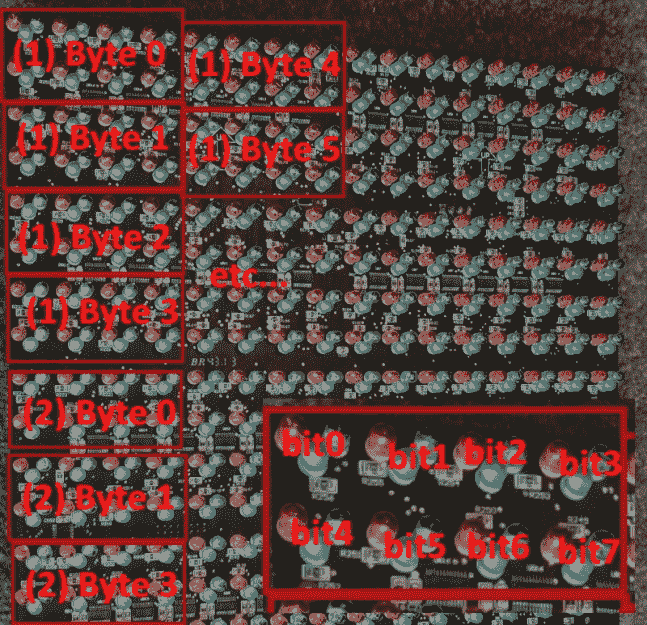 (1) Byte 0
(1) Byte 4
(1) Byte 1
(1) Byte 5
(1) Byte 2
etc...
(1) Byte 3
(2) Byte 0
(2) Byte 1
(2) Byte 3
bit0 bit1 bit2 bit3
bit4 bit5 bit6 bit7